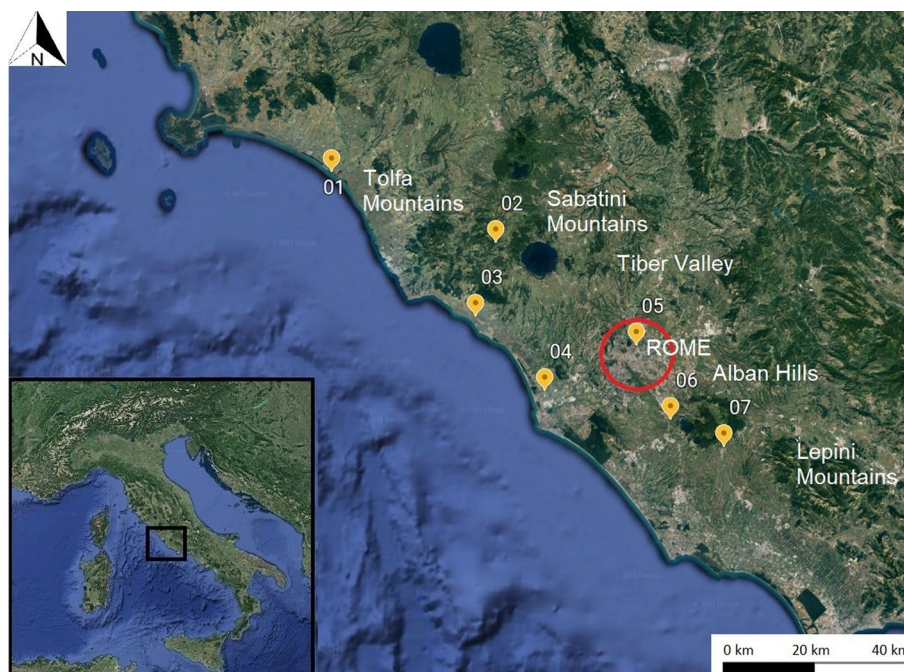 N
01
Tolfa
Mountains
02
Sabatini
Mountains
Tiber Valley
03
05
ROME
04
Alban Hills
06
07
Lepini
Mountains
0 km 20 km 40 km